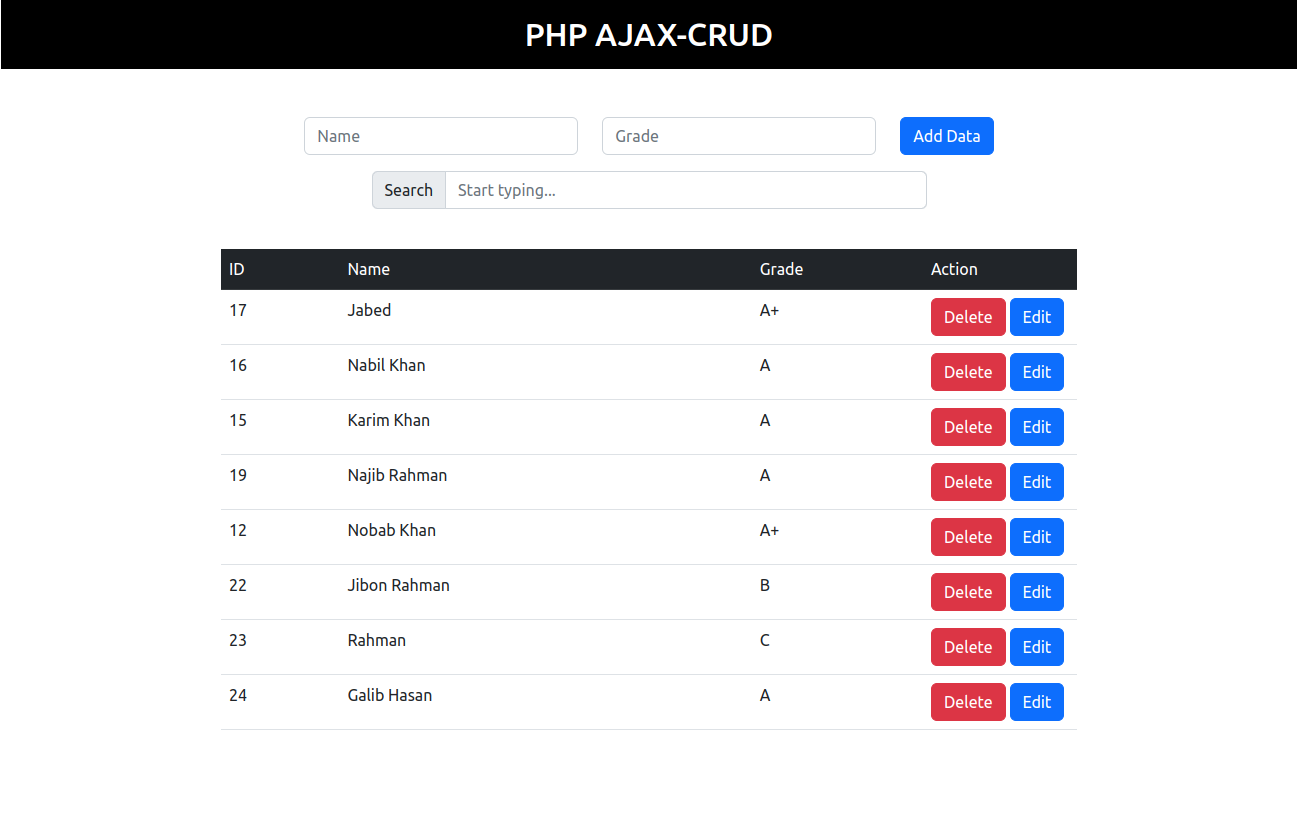 PHP AJAX-CRUD
Name Grade Add Data
Search Start typing...
ID Name Grade Action
17 Jabed A+ Delete Edit
16 Nabil Khan A Delete Edit
15 Karim Khan A Delete Edit
19 Najib Rahman A Delete Edit
12 Nobab Khan A+ Delete Edit
22 Jibon Rahman B Delete Edit
23 Rahman C Delete Edit
24 Galib Hasan A Delete Edit